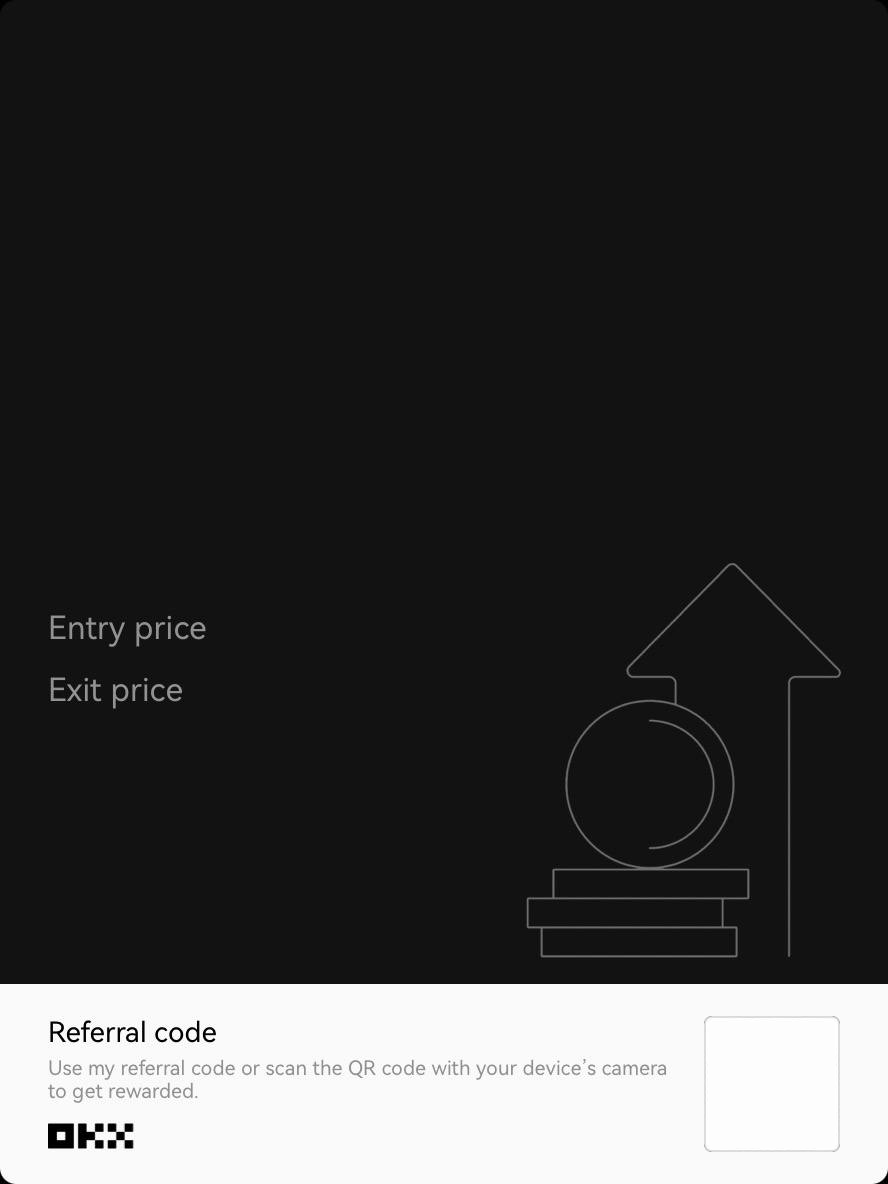 Entry price
Exit price
Referral code
Use my referral code or scan the QR code with your device’s camera
to get rewarded.
OKX